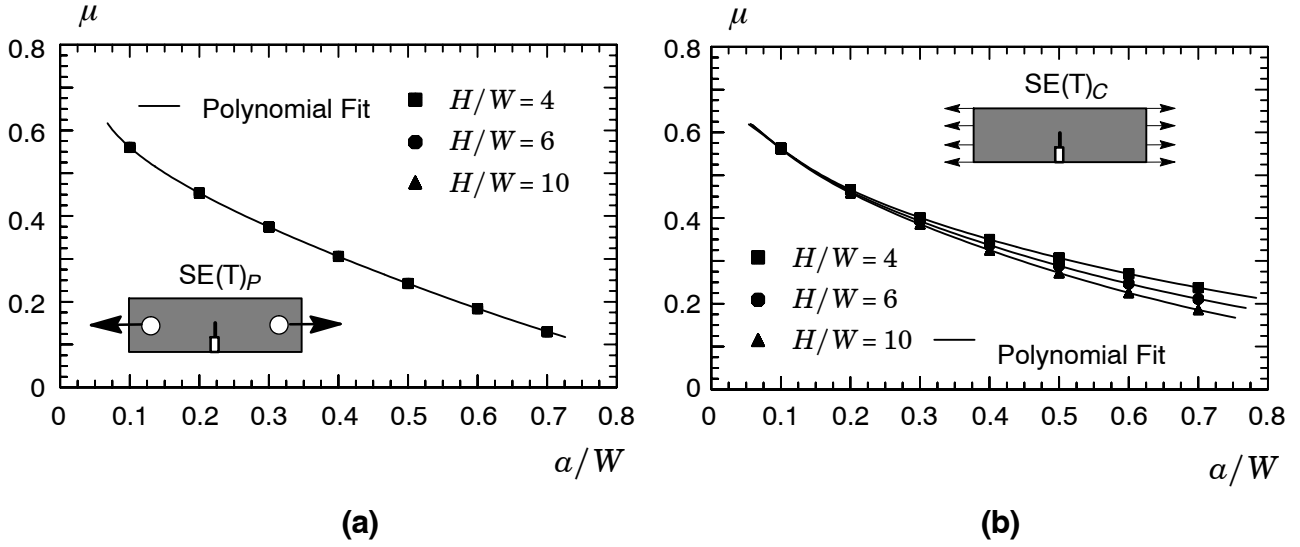 μ
0.8
0.6
0.4
0.2
0
Polynomial Fit
H/W = 4
H/W = 6
H/W = 10
SE(T)P
0 0.1 0.2 0.3 0.4 0.5 0.6 0.7 0.8
a/W
(a)
μ
0.8
0.6
0.4
0.2
0
SE(T)C
H/W = 4
H/W = 6
H/W = 10
Polynomial Fit
0 0.1 0.2 0.3 0.4 0.5 0.6 0.7 0.8
a/W
(b)